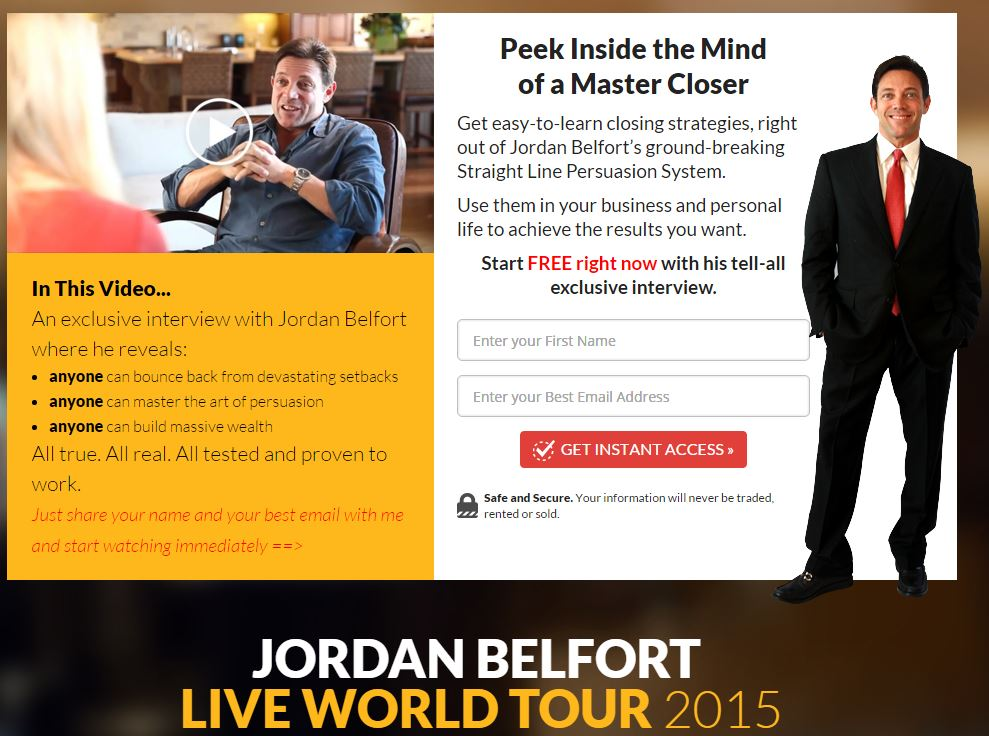 In This Video...
An exclusive interview with Jordan Belfort
where he reveals:
• anyone can bounce back from devastating setbacks
• anyone can master the art of persuasion
• anyone can build massive wealth
All true. All real. All tested and proven to
work.
Just share your name and your best email with me
and start watching immediately ==>
Peek Inside the Mind
of a Master Closer
Get easy-to-learn closing strategies, right
out of Jordan Belfort’s ground-breaking
Straight Line Persuasion System.
Use them in your business and personal
life to achieve the results you want.
Start FREE right now with his tell-all
exclusive interview.
Enter your First Name
Enter your Best Email Address
GET INSTANT ACCESS »
Safe and Secure. Your information will never be traded,
rented or sold.
JORDAN BELFORT
LIVE WORLD TOUR 2015